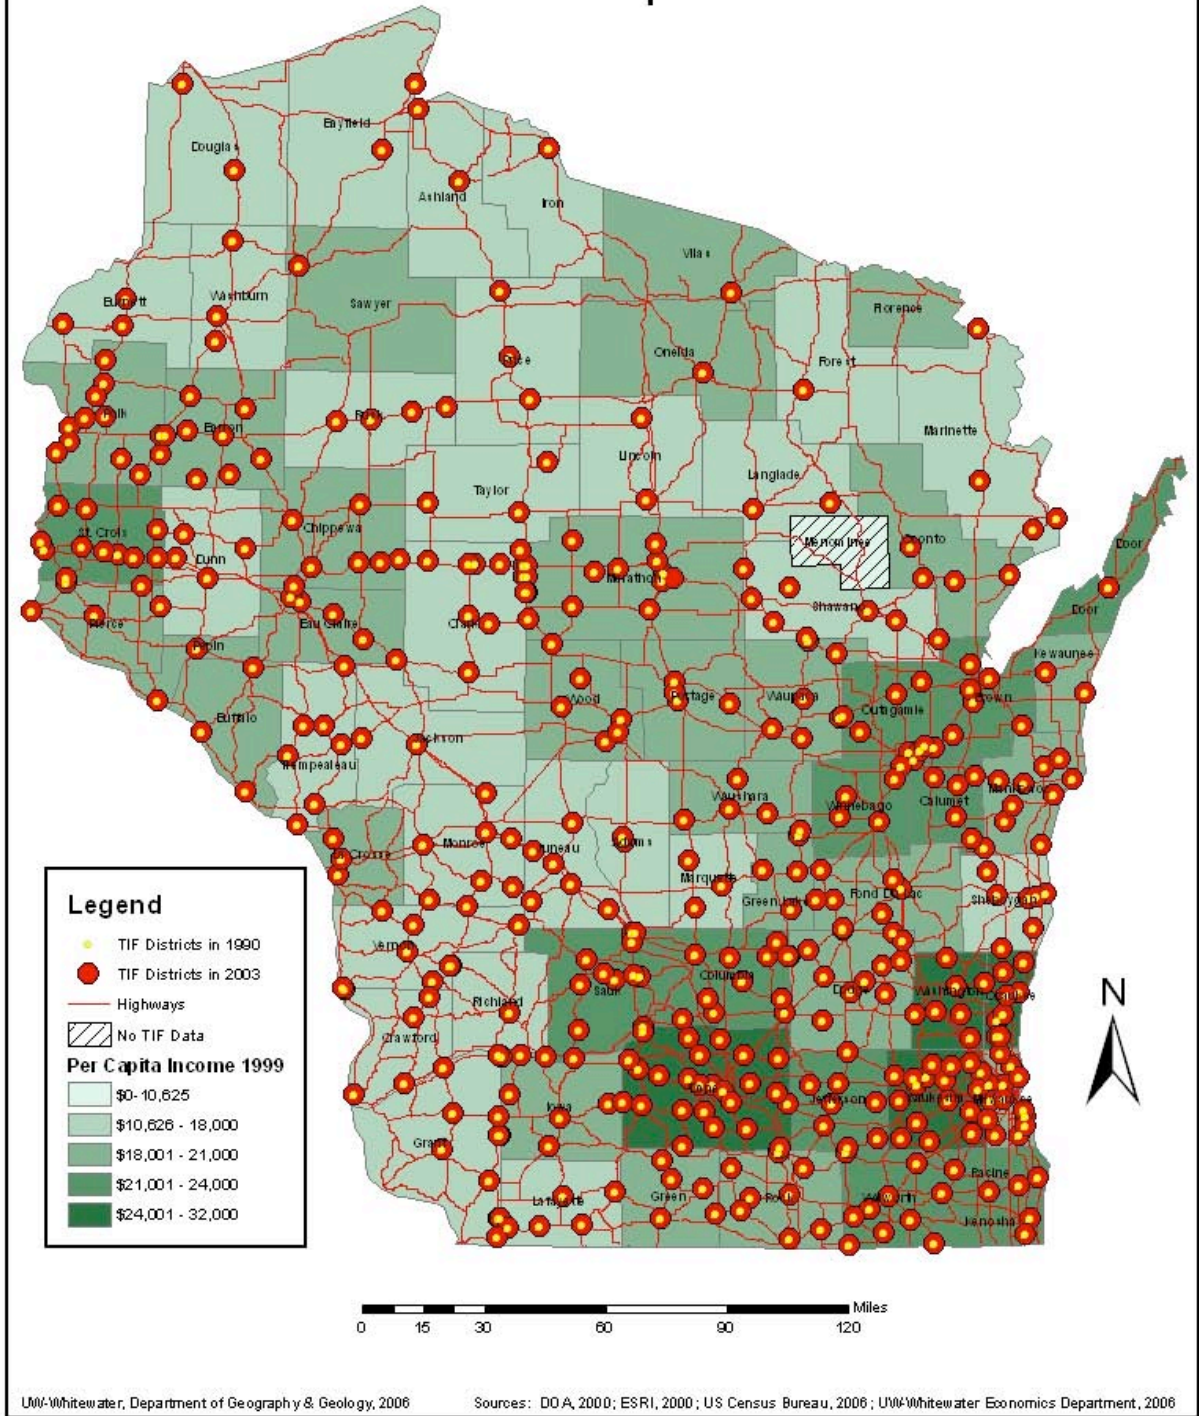 Douglas
Bayfield
Ashland
Iron
Vilas
Burnett
Washburn
Sawyer
Florence
Price
Oneida
Forest
Polk
Barron
Rusk
Marinette
Lincoln
Langlade
Taylor
St. Croix
Chippewa
Dunn
Menominee
Oconto
Door
Marathon
Door
Shawano
Pierce
Eau Claire
Clark
Pepin
Kewaunee
Wood
Portage
Waupaca
Brown
Outagamie
Buffalo
Jackson
Trempealeau
Waushara
Winnebago
Calumet
Manitowoc
Monroe
Juneau
Adams
La Crosse
Marquette
Green Lake
Fond Du Lac
Sheboygan
Vernon
Columbia
Sauk
Dodge
Washington
Ozaukee
Richland
Crawford
Dane
Jefferson
Waukesha
Milwaukee
Iowa
Grant
Racine
Lafayette
Green
Rock
Walworth
Kenosha
Legend
TIF Districts in 1990
TIF Districts in 2003
Highways
No TIF Data
Per Capita Income 1999
$0-10,625
$10,626 - 18,000
$18,001 - 21,000
$21,001 - 24,000
$24,001 - 32,000
N
Miles
0 15 30 60 90 120
UW-Whitewater, Department of Geography & Geology, 2006 Sources: DOA, 2000; ESRI, 2000; US Census Bureau, 2006; UW-Whitewater Economics Department, 2006